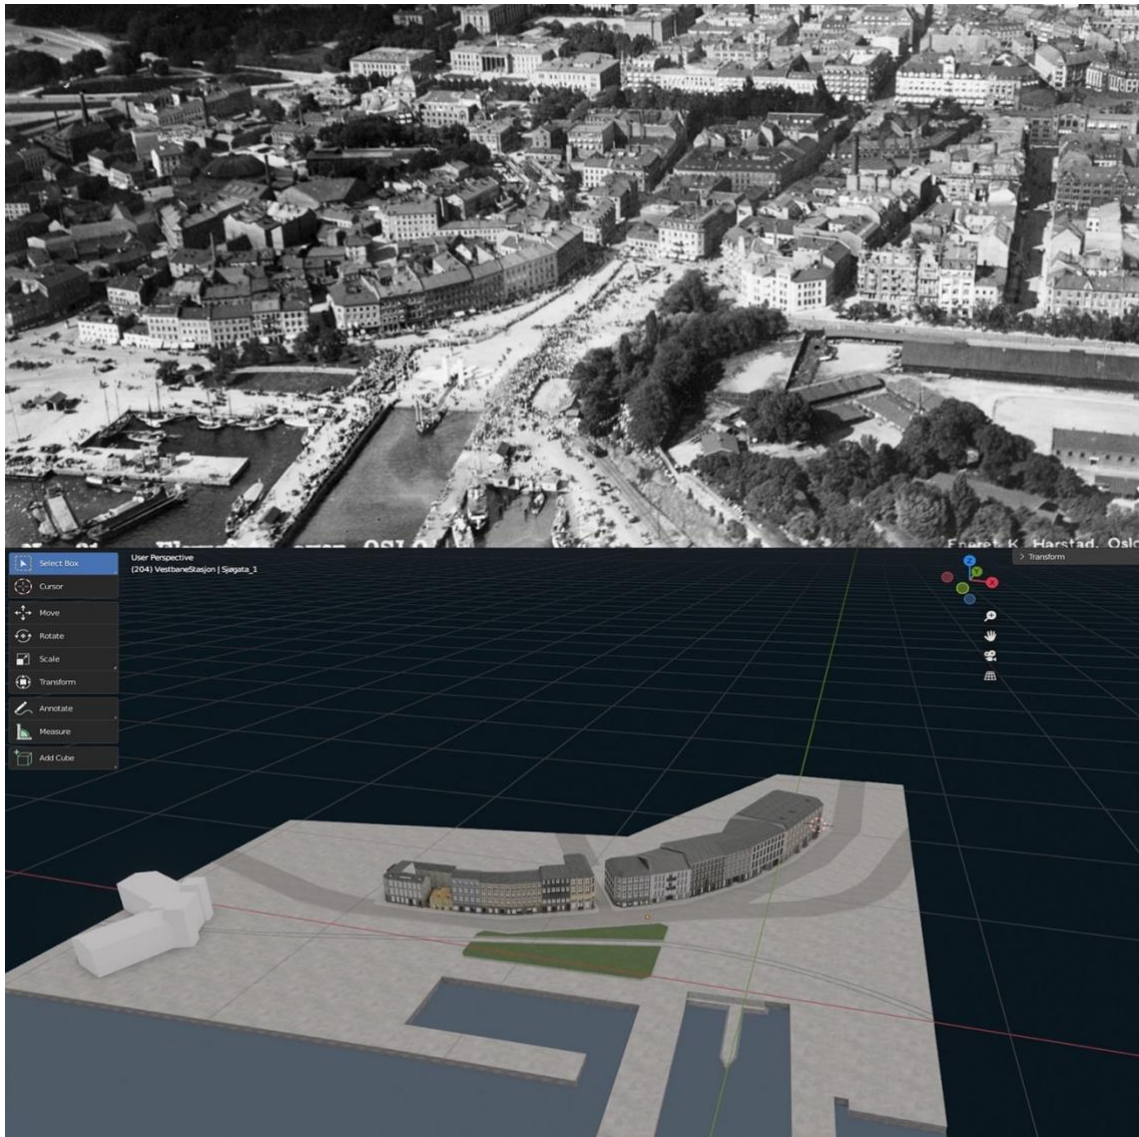 OSLO
Eneret K. Harstad. Oslo
Select Box
Cursor
Move
Rotate
Scale
Transform
Annotate
Measure
Add Cube
User Perspective
(204) VestbaneStasjon | Sjøgata_1
Transform
Z
Y
X